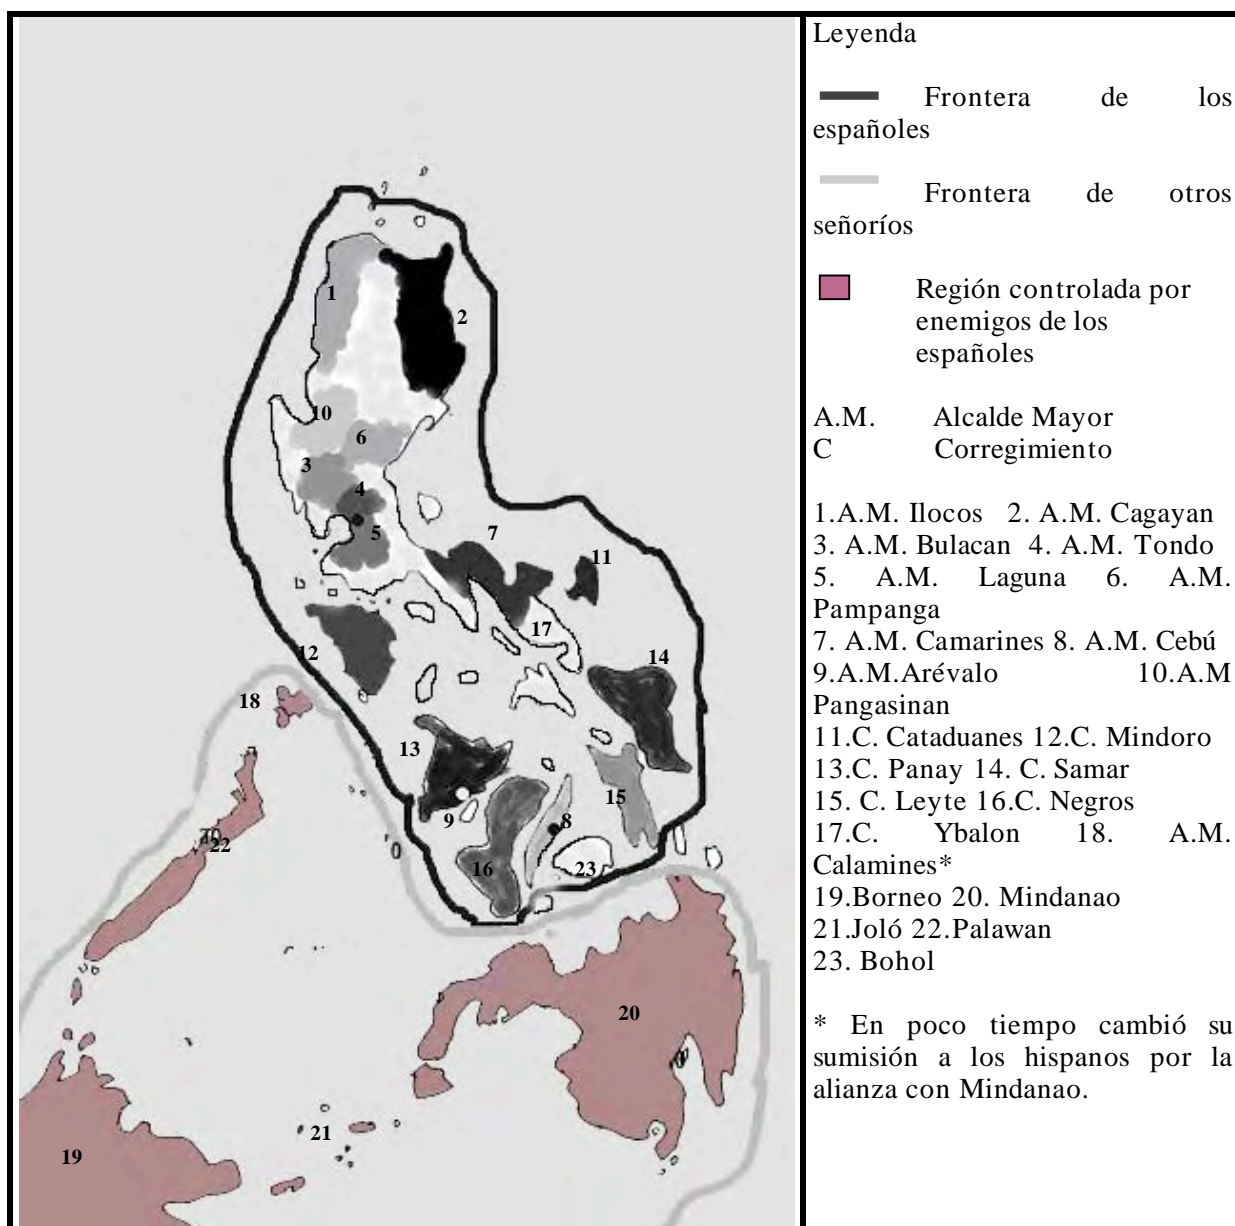 Leyenda
Frontera de los
españoles
Frontera de otros
señoríos
Región controlada por
enemigos de los
españoles
A.M. Alcalde Mayor
C Corregimiento
1.A.M. Ilocos 2. A.M. Cagayan
3. A.M. Bulacan 4. A.M. Tondo
5. A.M. Laguna 6. A.M.
Pampanga
7. A.M. Camarines 8. A.M. Cebú
9.A.M.Arévalo 10.A.M
Pangasinan
11.C. Cataduanes 12.C. Mindoro
13.C. Panay 14. C. Samar
15. C. Leyte 16.C. Negros
17.C. Ybalon 18. A.M.
Calamines*
19.Borneo 20. Mindanao
21.Joló 22.Palawan
23. Bohol
* En poco tiempo cambió su
sumisión a los hispanos por la
alianza con Mindanao.
1
2
10
6
3
4
5
7
11
17
12
14
18
13
15
9
8
22
16
23
20
21
19